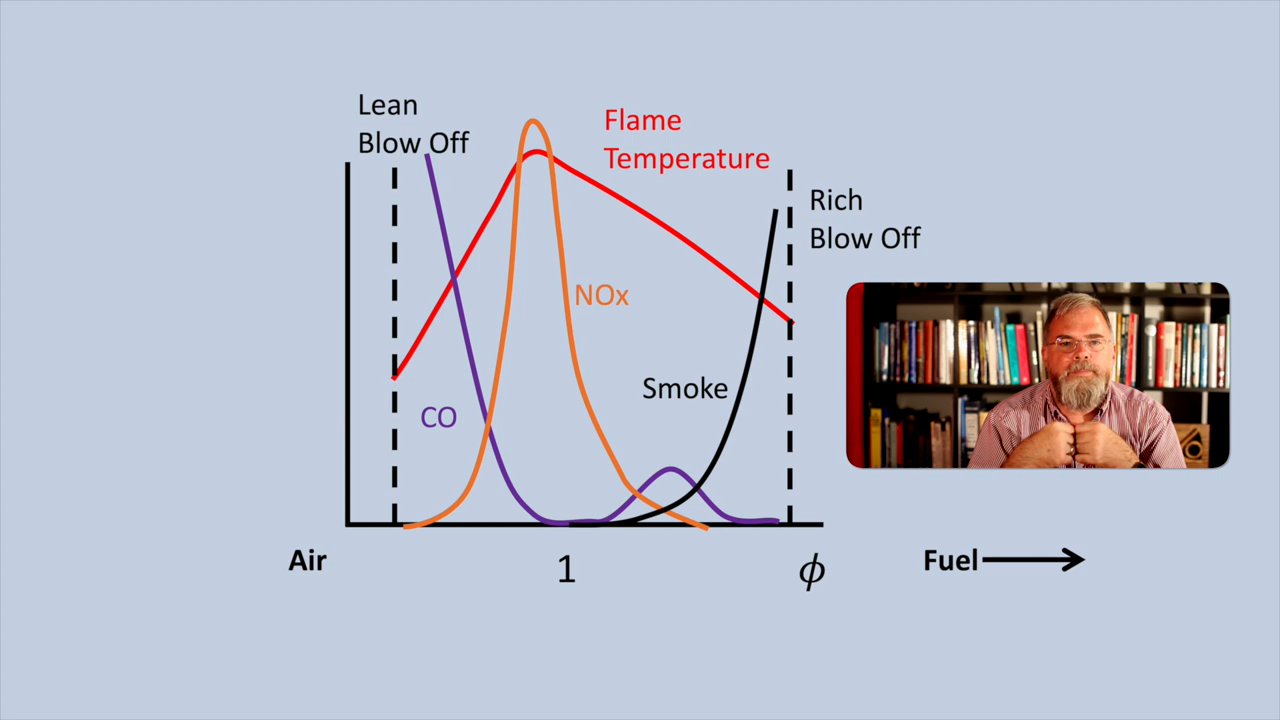 Lean
Blow Off
Flame
Temperature
Rich
Blow Off
NOx
Smoke
CO
Air
1
ϕ
Fuel